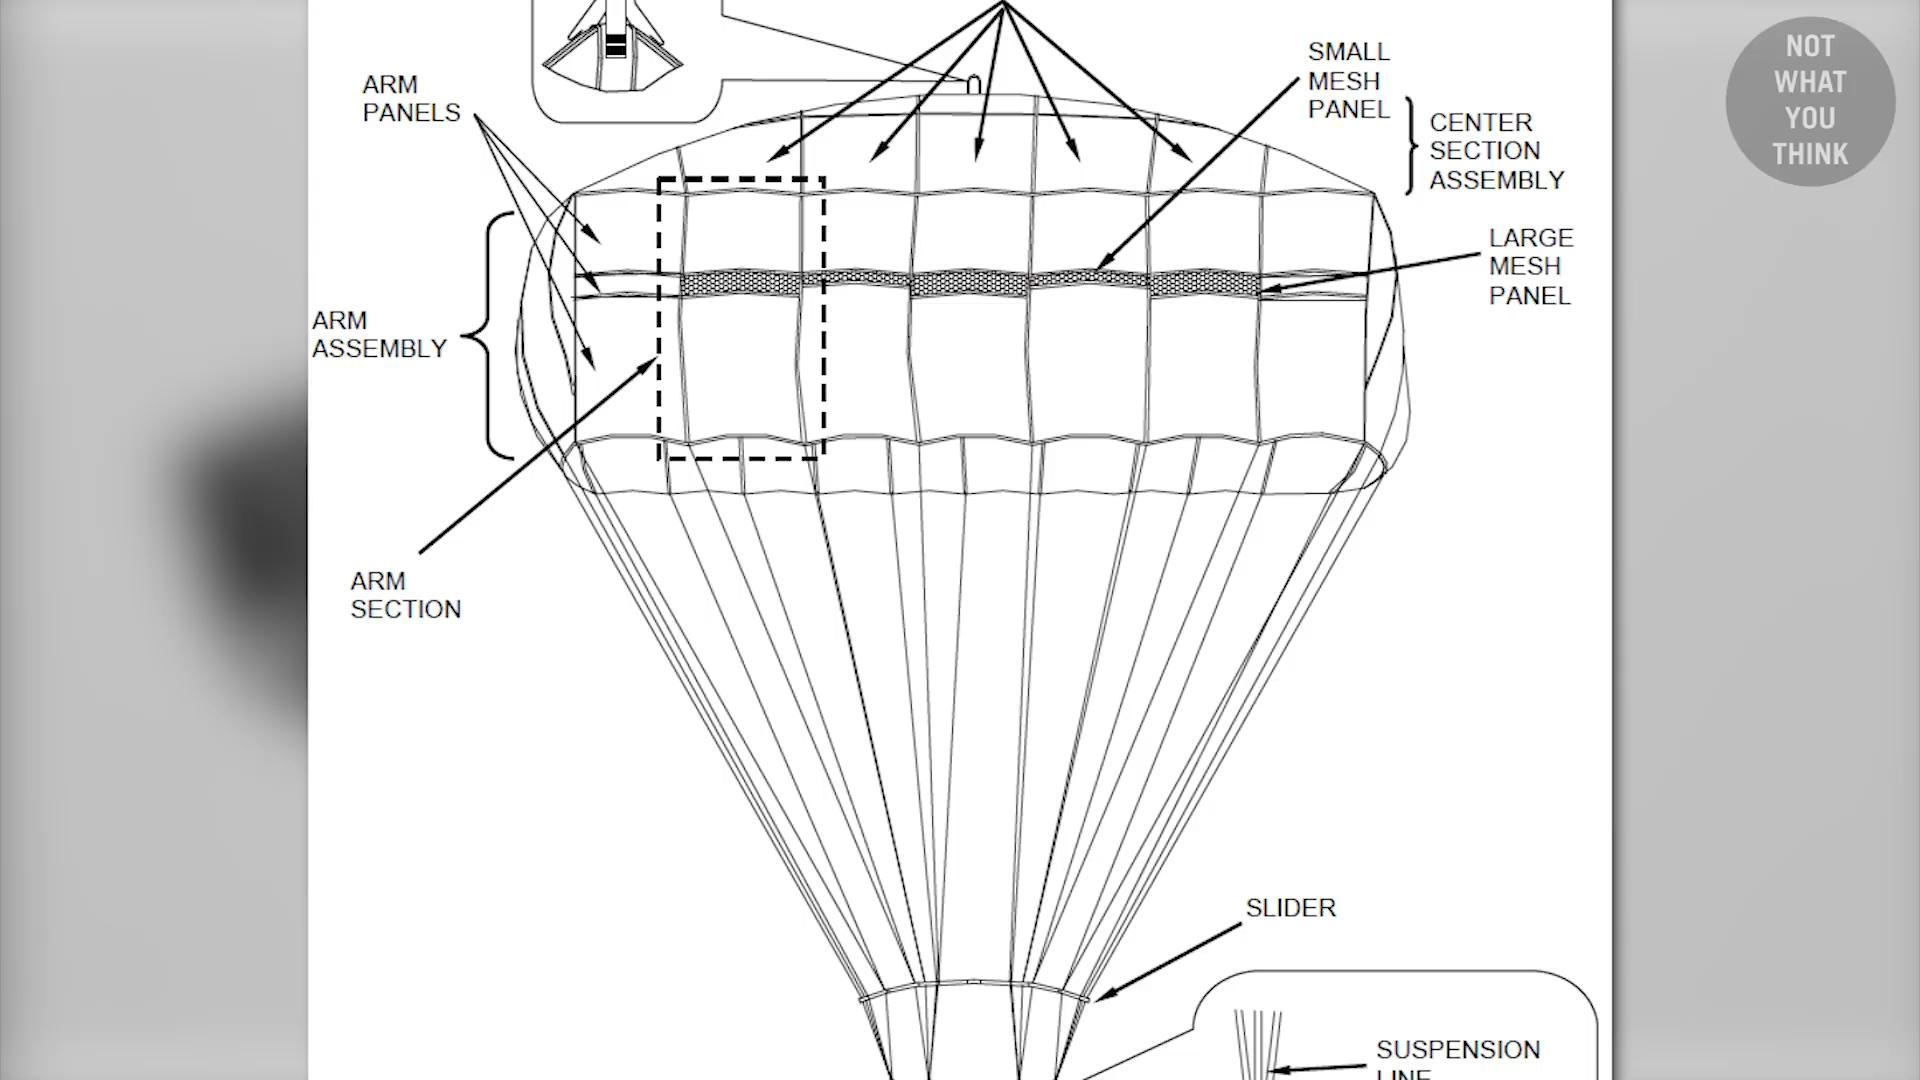 NOT
WHAT
YOU
THINK
SMALL
MESH
PANEL
ARM
PANELS
CENTER
SECTION
ASSEMBLY
LARGE
MESH
PANEL
ARM
ASSEMBLY
ARM
SECTION
SLIDER
SUSPENSION
LINE